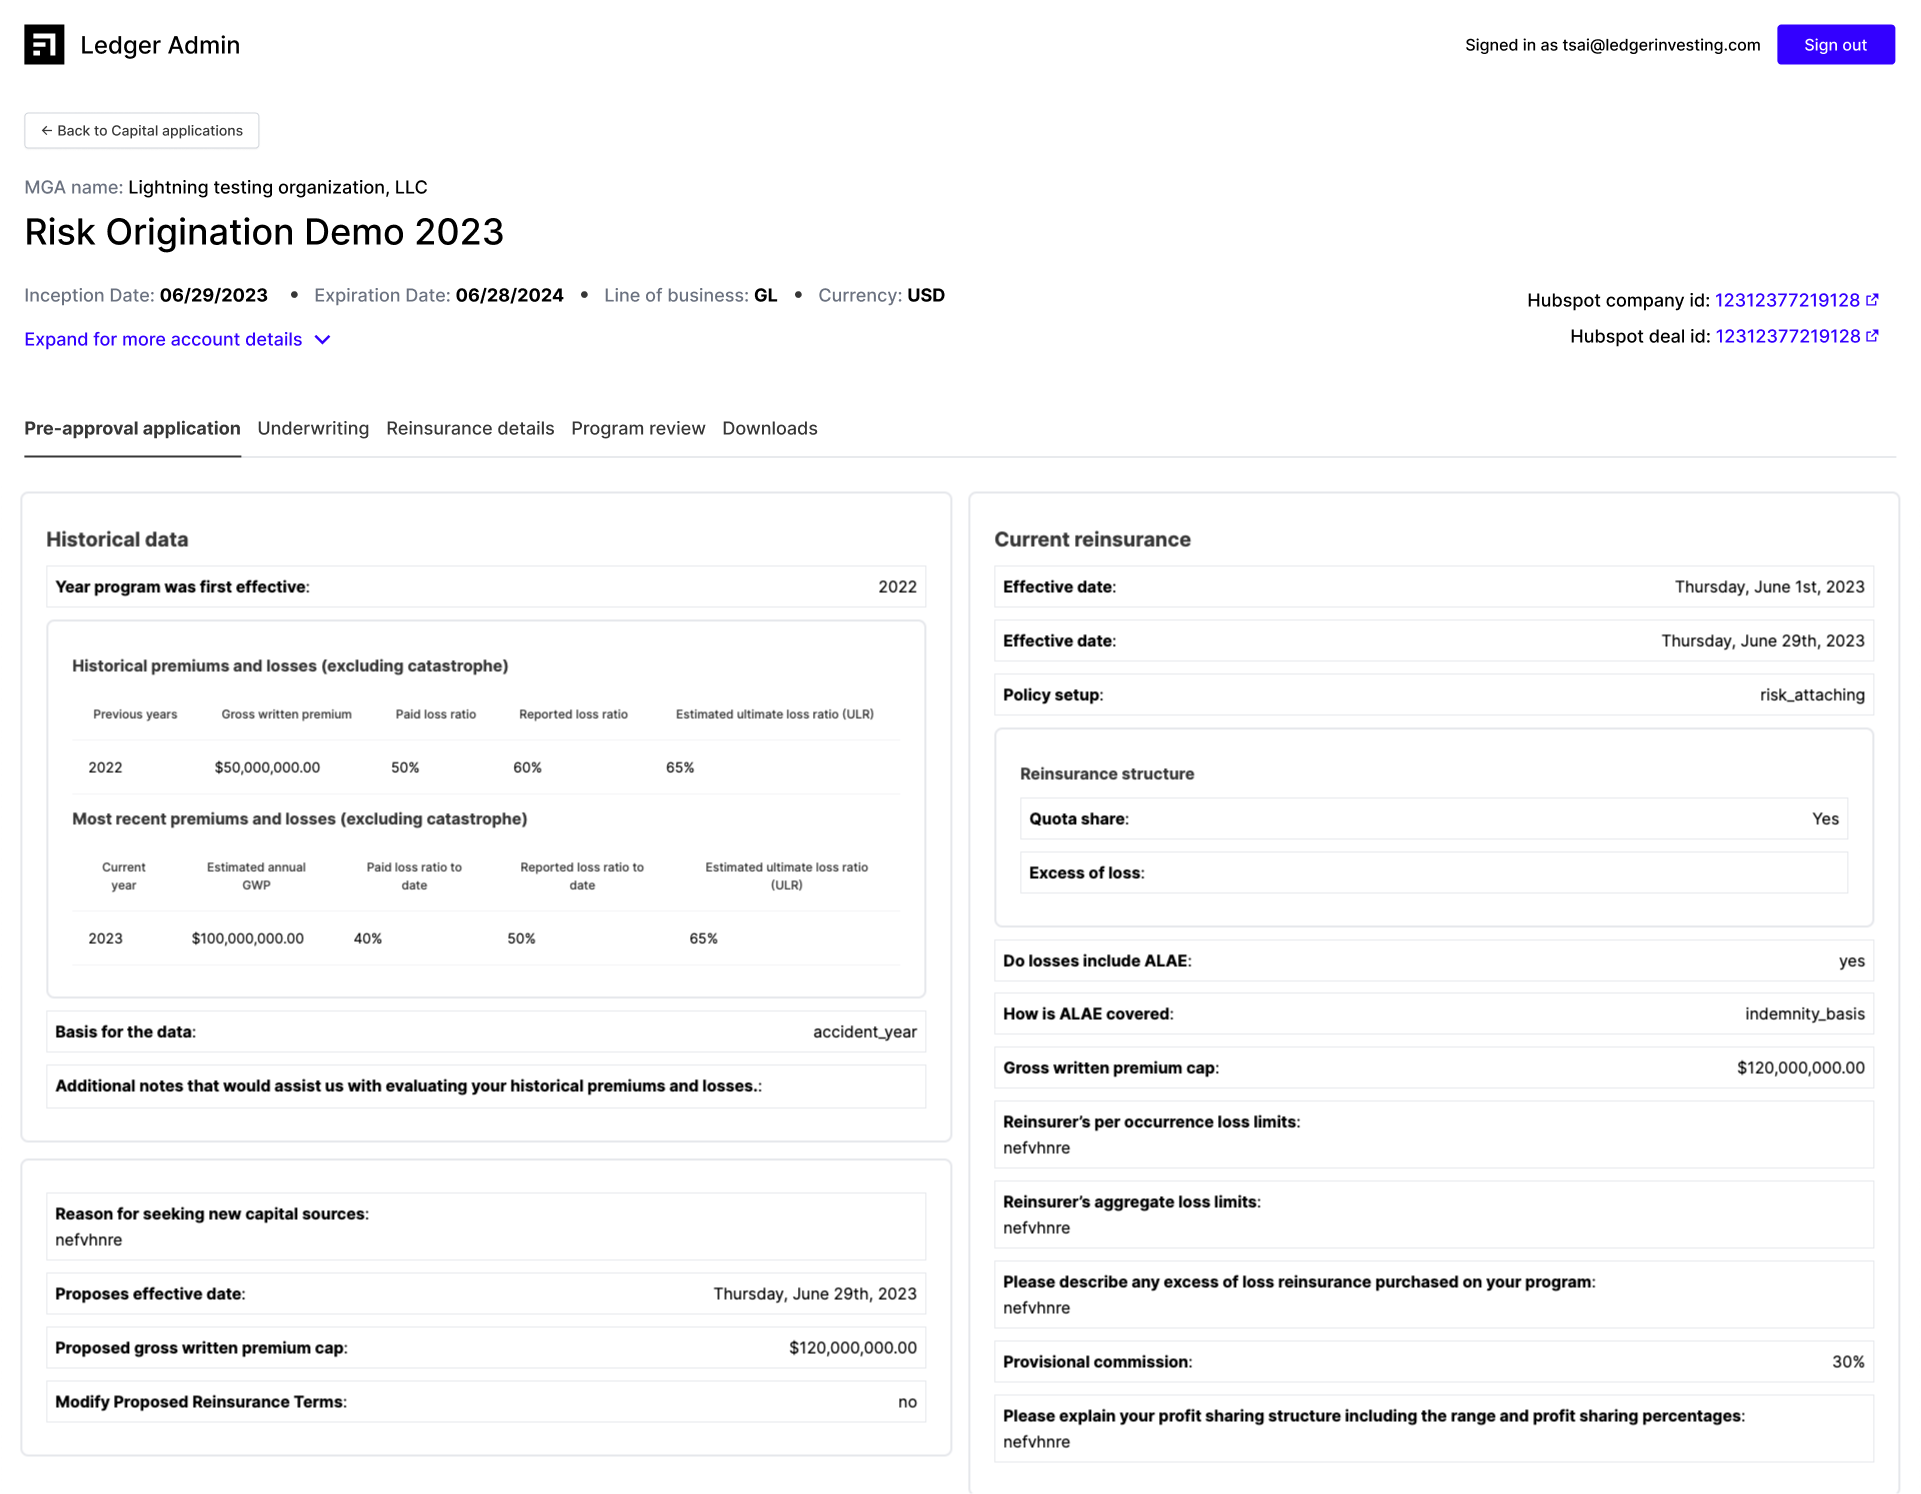 Ledger Admin
Signed in as tsai@ledgerinvesting.com
Sign out
← Back to Capital applications
MGA name: Lightning testing organization, LLC
Risk Origination Demo 2023
Inception Date: 06/29/2023 • Expiration Date: 06/28/2024 • Line of business: GL • Currency: USD
Expand for more account details
Hubspot company id: 12312377219128
Hubspot deal id: 12312377219128
Pre-approval application Underwriting Reinsurance details Program review Downloads
Historical data
Year program was first effective: 2022
Historical premiums and losses (excluding catastrophe)
Previous years Gross written premium Paid loss ratio Reported loss ratio Estimated ultimate loss ratio (ULR)
2022 $50,000,000.00 50% 60% 65%
Most recent premiums and losses (excluding catastrophe)
Current year Estimated annual GWP Paid loss ratio to date Reported loss ratio to date Estimated ultimate loss ratio (ULR)
2023 $100,000,000.00 40% 50% 65%
Basis for the data: accident_year
Additional notes that would assist us with evaluating your historical premiums and losses.:
Reason for seeking new capital sources:
nefvhnre
Proposes effective date: Thursday, June 29th, 2023
Proposed gross written premium cap: $120,000,000.00
Modify Proposed Reinsurance Terms: no
Current reinsurance
Effective date: Thursday, June 1st, 2023
Effective date: Thursday, June 29th, 2023
Policy setup: risk_attaching
Reinsurance structure
Quota share: Yes
Excess of loss:
Do losses include ALAE: yes
How is ALAE covered: indemnity_basis
Gross written premium cap: $120,000,000.00
Reinsurer’s per occurrence loss limits:
nefvhnre
Reinsurer’s aggregate loss limits:
nefvhnre
Please describe any excess of loss reinsurance purchased on your program:
nefvhnre
Provisional commission: 30%
Please explain your profit sharing structure including the range and profit sharing percentages:
nefvhnre